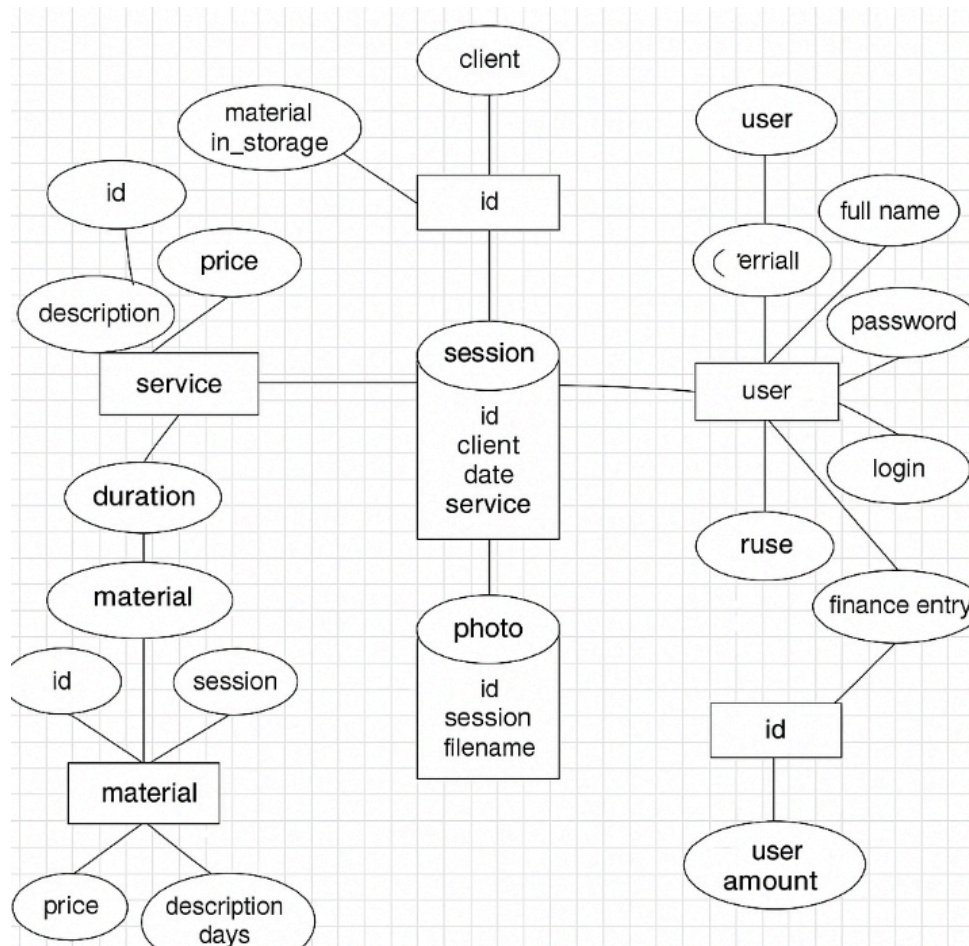 client
material
in_storage
user
id
id
full name
price
erriall
description
password
session
service
user
id
client
date
service
login
duration
ruse
material
finance entry
photo
id
session
id
session
filename
id
material
user
amount
price
description
days